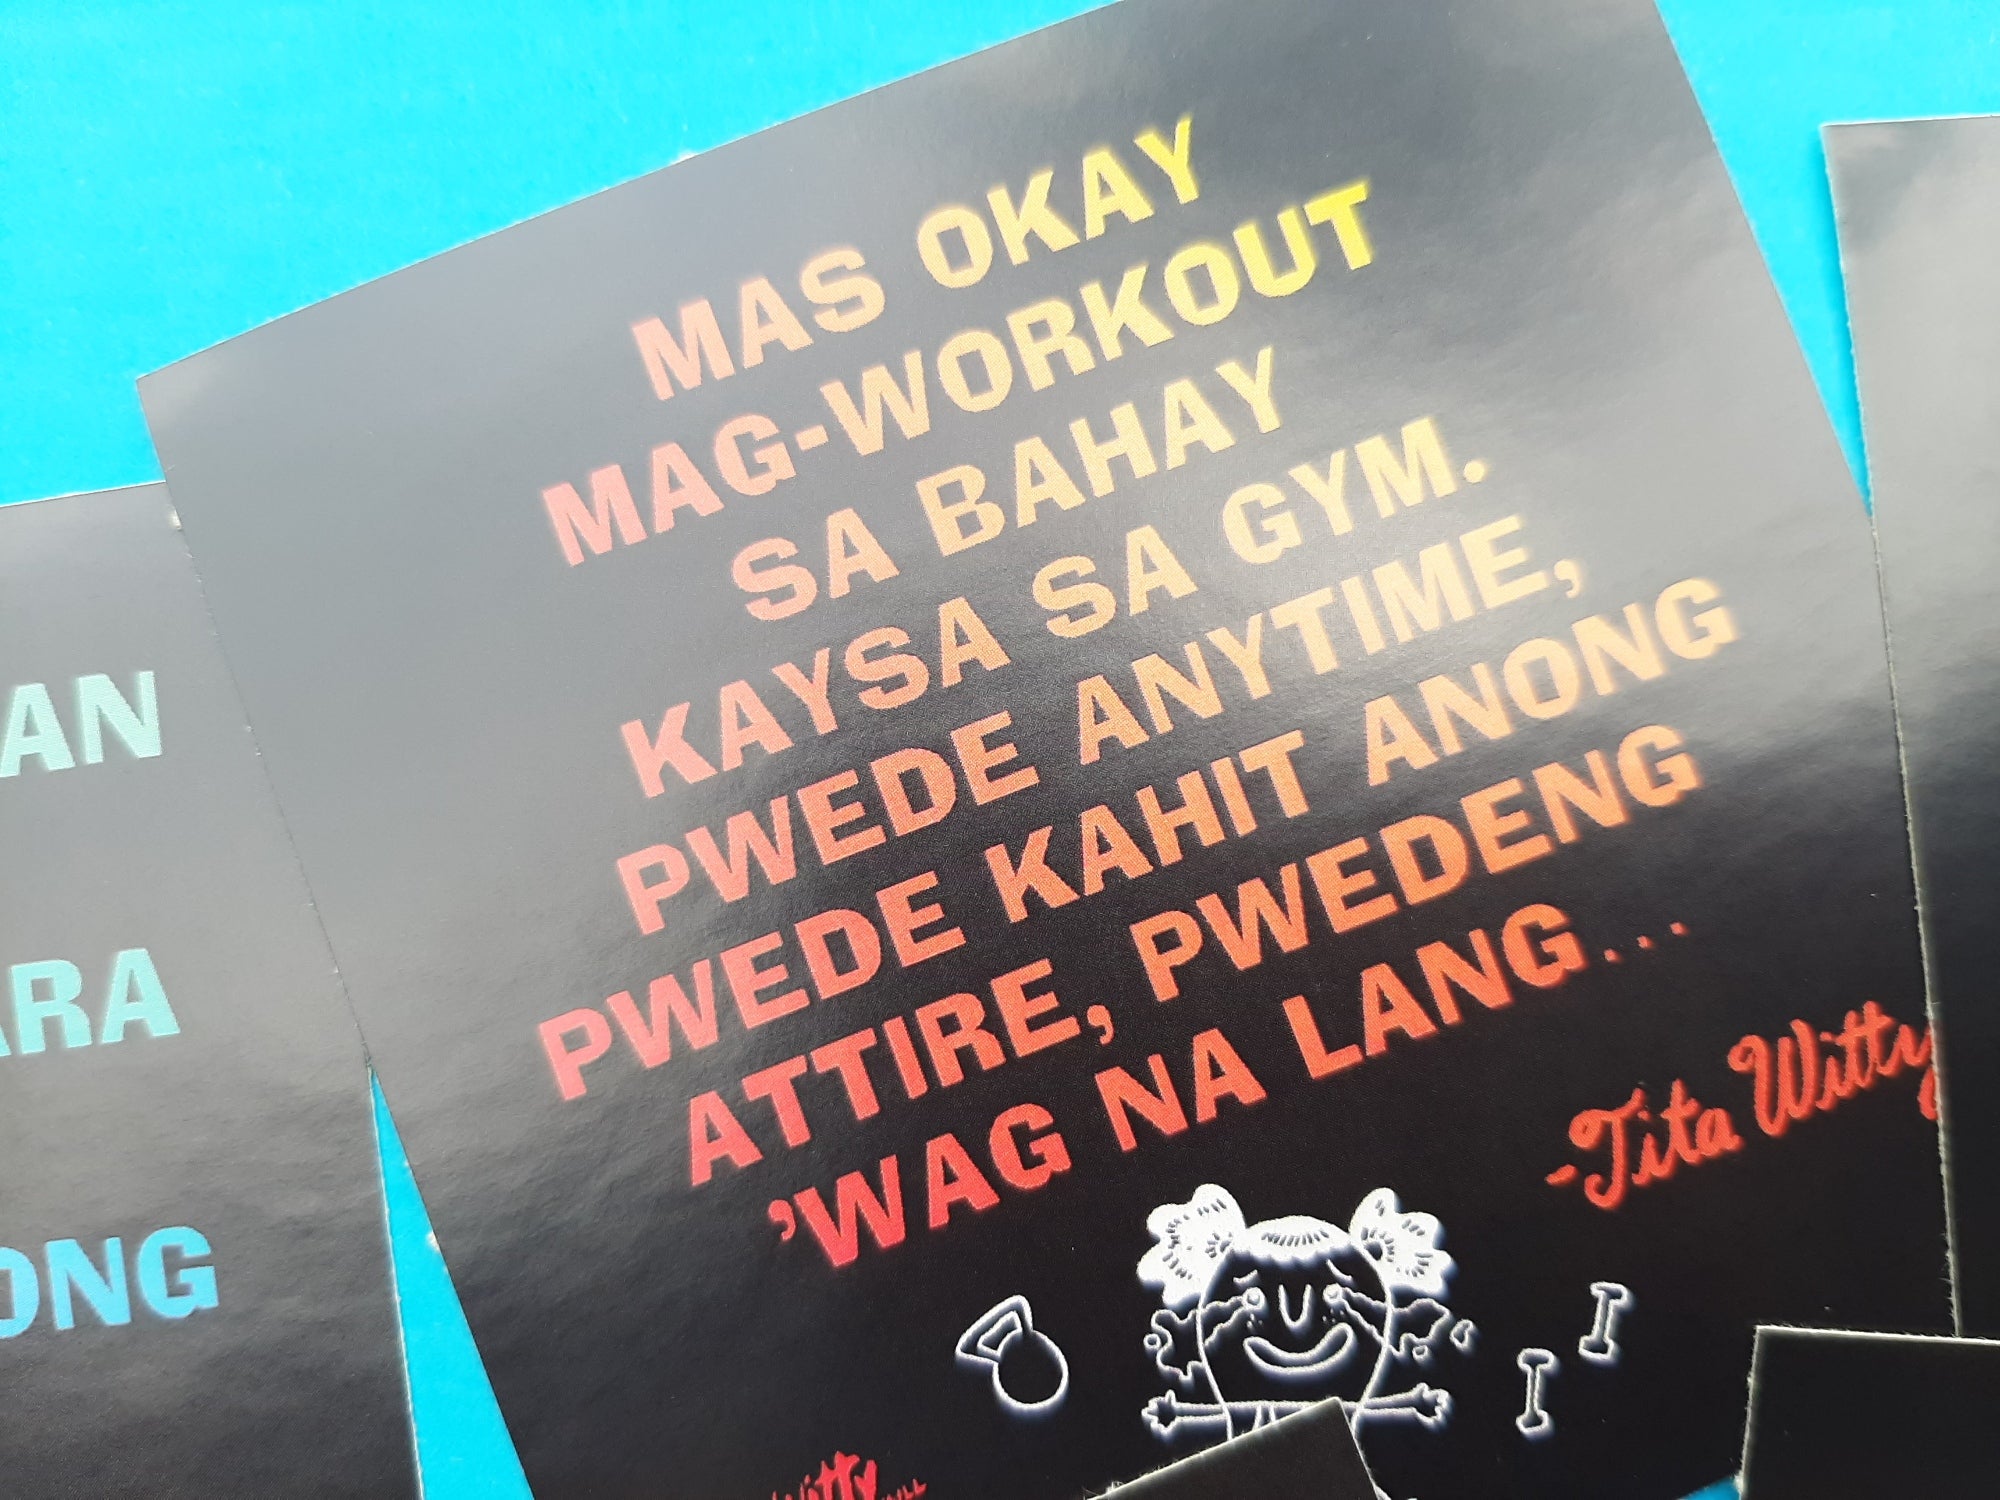 MAS OKAY
MAG-WORKOUT
SA BAHAY
KAYSA SA GYM.
PWEDE ANYTIME,
PWEDE KAHIT ANONG
ATTIRE, PWEDENG
'WAG NA LANG...
-Tita Witty
AN
ARA
ONG
witty